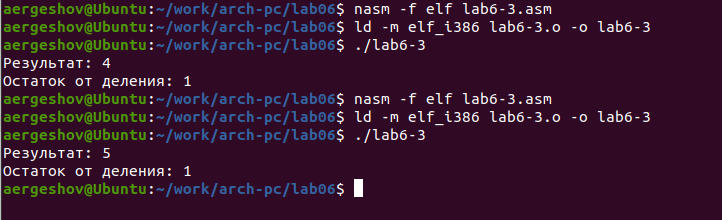 aergeshov@Ubuntu:~/work/arch-pc/lab06$ nasm -f elf lab6-3.asm
aergeshov@Ubuntu:~/work/arch-pc/lab06$ ld -m elf_i386 lab6-3.o -o lab6-3
aergeshov@Ubuntu:~/work/arch-pc/lab06$ ./lab6-3
Результат: 4
Остаток от деления: 1
aergeshov@Ubuntu:~/work/arch-pc/lab06$ nasm -f elf lab6-3.asm
aergeshov@Ubuntu:~/work/arch-pc/lab06$ ld -m elf_i386 lab6-3.o -o lab6-3
aergeshov@Ubuntu:~/work/arch-pc/lab06$ ./lab6-3
Результат: 5
Остаток от деления: 1
aergeshov@Ubuntu:~/work/arch-pc/lab06$